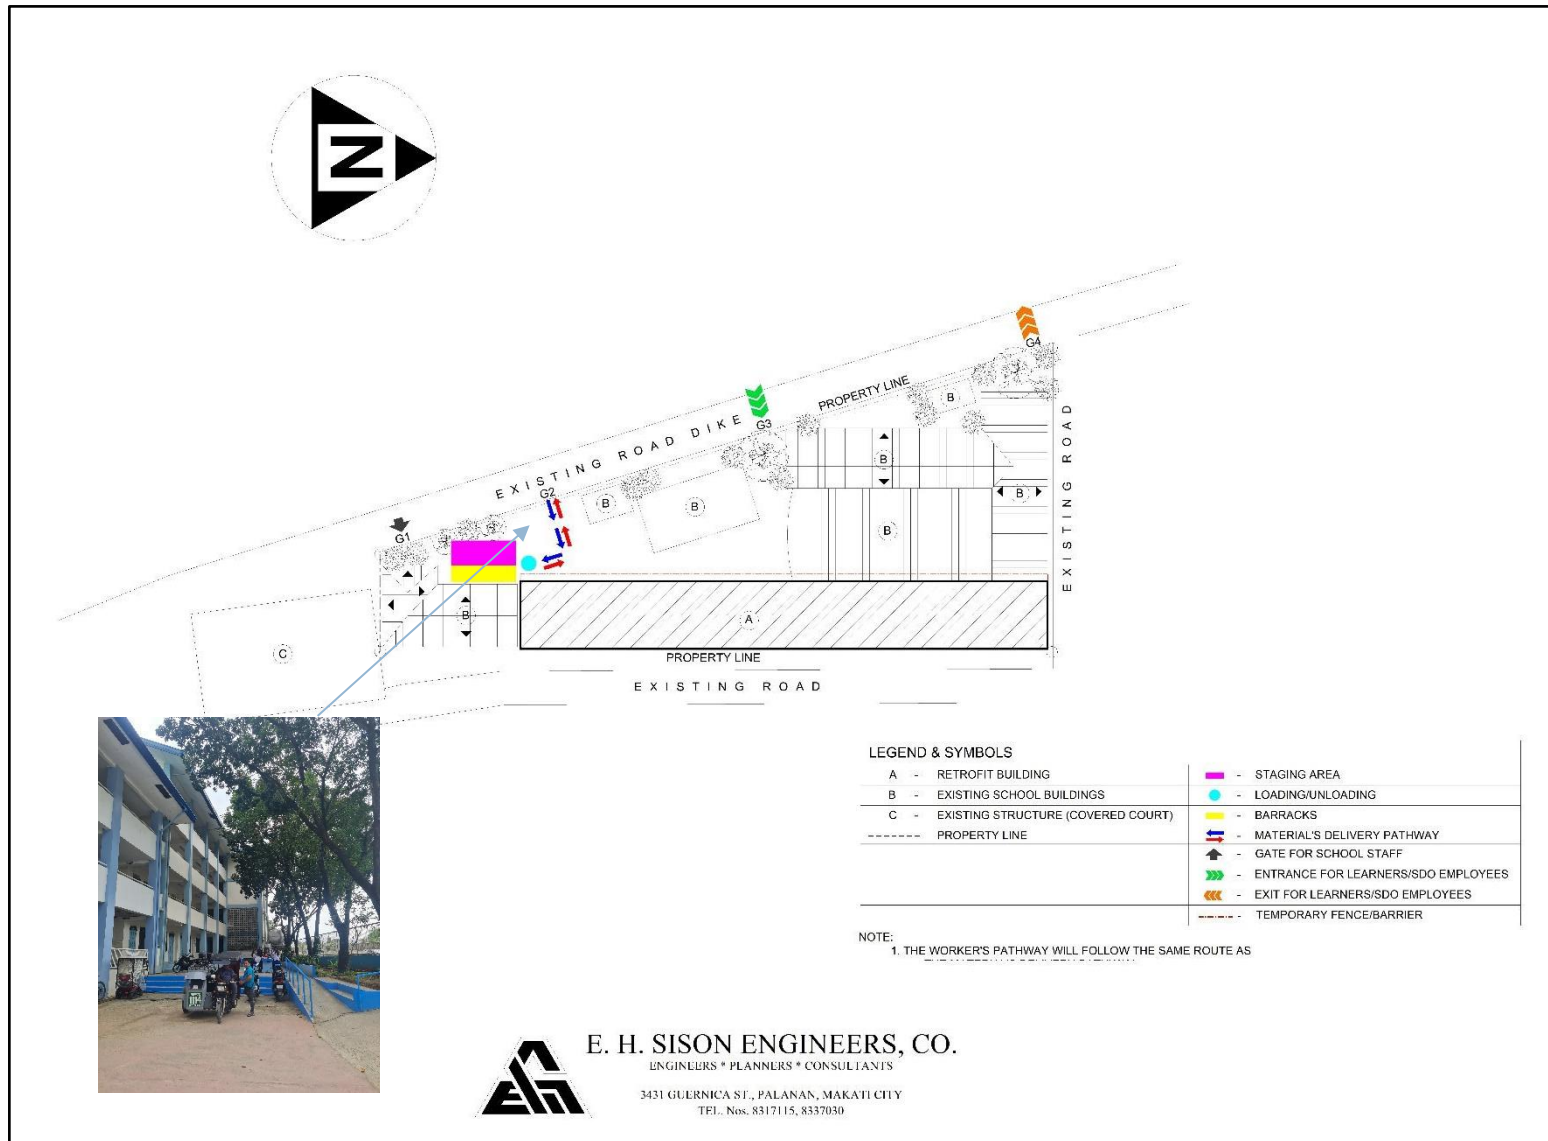 N
EXISTING ROAD DIKE
PROPERTY LINE
G1
G2
G3
G4
B
B
B
B
B
B
B
A
C
EXISTING ROAD
PROPERTY LINE
EXISTING ROAD
LEGEND & SYMBOLS
A - RETROFIT BUILDING
B - EXISTING SCHOOL BUILDINGS
C - EXISTING STRUCTURE (COVERED COURT)
PROPERTY LINE
- STAGING AREA
- LOADING/UNLOADING
- BARRACKS
- MATERIAL'S DELIVERY PATHWAY
- GATE FOR SCHOOL STAFF
- ENTRANCE FOR LEARNERS/SDO EMPLOYEES
- EXIT FOR LEARNERS/SDO EMPLOYEES
- TEMPORARY FENCE/BARRIER
NOTE:
1. THE WORKER'S PATHWAY WILL FOLLOW THE SAME ROUTE AS
E. H. SISON ENGINEERS, CO.
ENGINEERS * PLANNERS * CONSULTANTS
3431 GUERNICA ST., PALANAN, MAKATI CITY
TEL. Nos. 8317115, 8337030